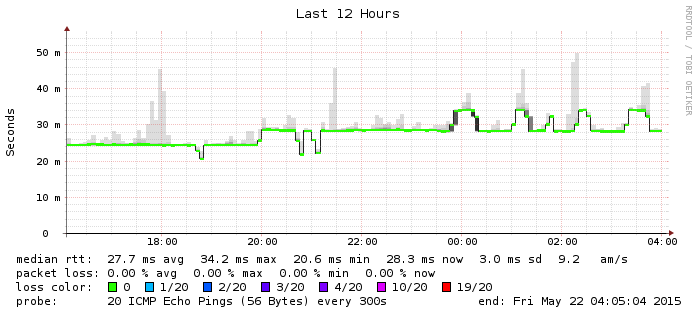 Last 12 Hours
RRDTOOL / TOBI OETIKER
Seconds
50 m
40 m
30 m
20 m
10 m
0
18:00 20:00 22:00 00:00 02:00 04:00
median rtt: 27.7 ms avg 34.2 ms max 20.6 ms min 28.3 ms now 3.0 ms sd 9.2 am/s
packet loss: 0.00 % avg 0.00 % max 0.00 % min 0.00 % now
loss color: 0 1/20 2/20 3/20 4/20 10/20 19/20
probe: 20 ICMP Echo Pings (56 Bytes) every 300s end: Fri May 22 04:05:04 2015